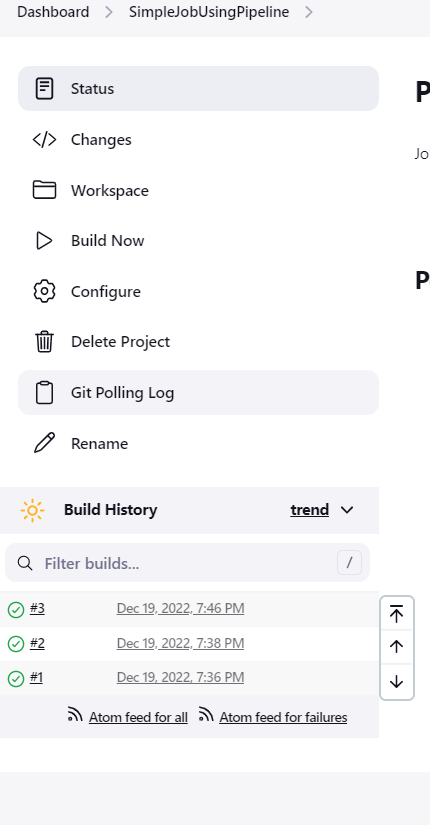 Dashboard > SimpleJobUsingPipeline >
Status
P
Changes
Jo
Workspace
Build Now
Configure
P
Delete Project
Git Polling Log
Rename
Build History trend
Filter builds... /
#3 Dec 19, 2022, 7:46 PM
#2 Dec 19, 2022, 7:38 PM
#1 Dec 19, 2022, 7:36 PM
Atom feed for all Atom feed for failures